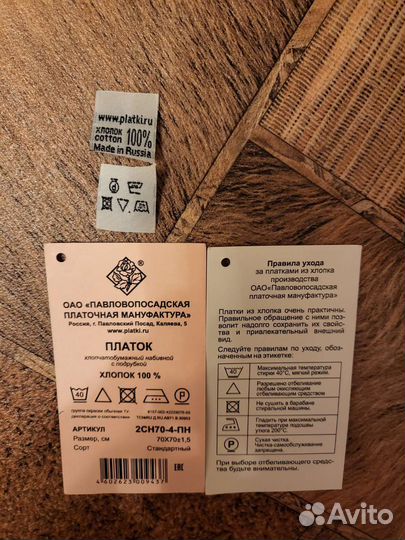 www.platki.ru
хлопок
cotton 100%
Made in Russia
ОАО «ПАВЛОВОПОСАДСКАЯ
ПЛАТОЧНАЯ МАНУФАКТУРА»
Россия, г. Павловский Посад, Каляева, 5
www.platki.ru
ПЛАТОК
хлопчатобумажный набивной
с подрубкой
ХЛОПОК 100 %
40
P
АРТИКУЛ 2СН70-4-ПН
Размер, см 70Х70±1,5
Сорт Стандартный
EAC
4602623009437
Правила ухода
за платками из хлопка
производства
ОАО«Павловопосадская
платочная мануфактура»
Платки из хлопка очень практичны.
Правильное обращение с ними позволит
надолго сохранить их свойства
и привлекательный внешний
вид.
Следуйте правилам по уходу, обозначенным
на этикетке:
40 Максимальная температура
стирки 40°С, мягкий режим.
Разрешено отбеливание
любым окисляющим
отбеливающим средством.
Не сушить в барабане
стиральной машины.
Гладить при максимальной
температуре подошвы
утюга 200°С.
P Сухая чистка.
Чистка-самообслуживание
запрещена.
При выборе отбеливающего средства
будьте внимательны.
Avito